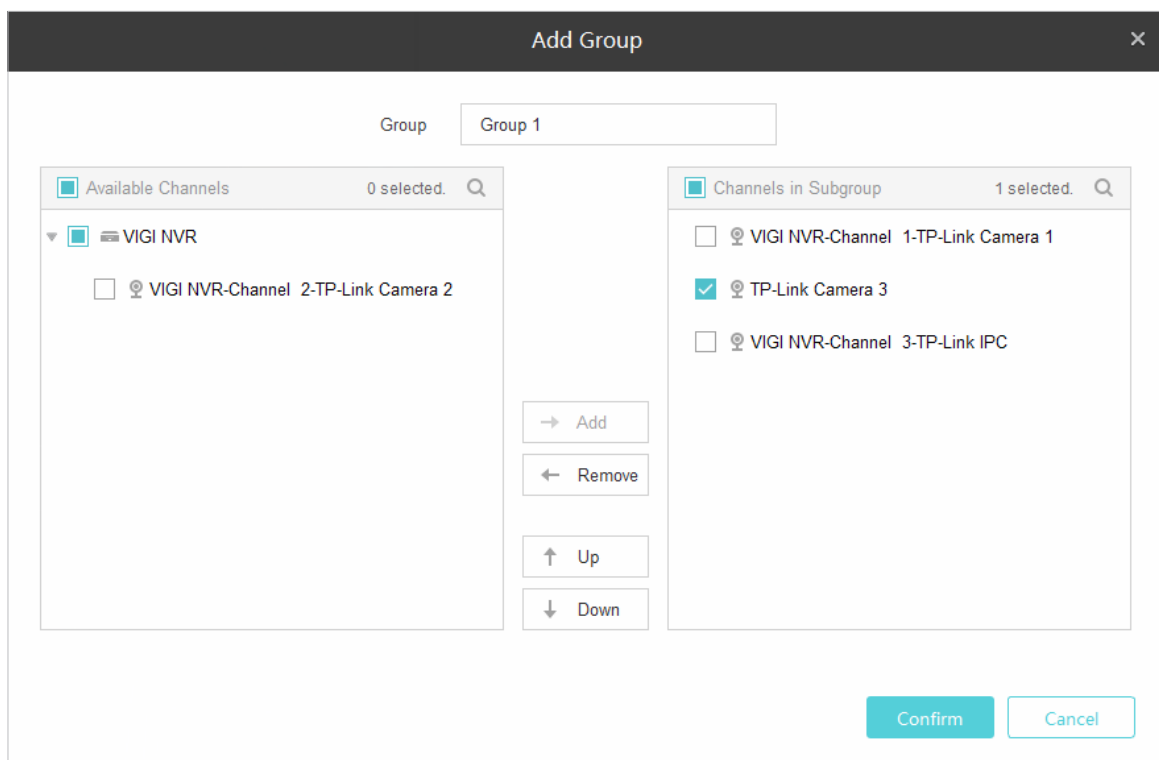 Add Group
Group Group 1
Available Channels 0 selected.
VIGI NVR
VIGI NVR-Channel 2-TP-Link Camera 2
Channels in Subgroup 1 selected.
VIGI NVR-Channel 1-TP-Link Camera 1
TP-Link Camera 3
VIGI NVR-Channel 3-TP-Link IPC
Add
Remove
Up
Down
Confirm Cancel